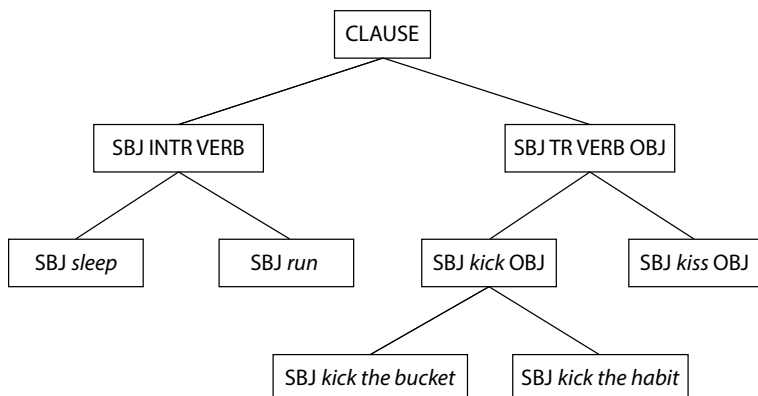 CLAUSE
SBJ INTR VERB
SBJ TR VERB OBJ
SBJ sleep
SBJ run
SBJ kick OBJ
SBJ kiss OBJ
SBJ kick the bucket
SBJ kick the habit